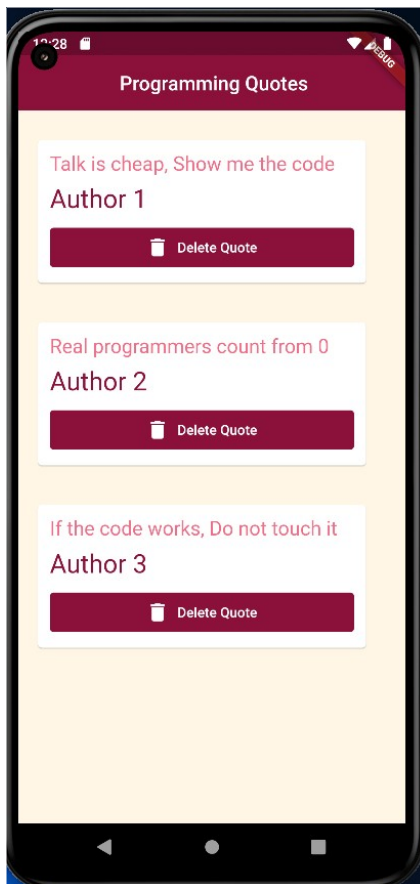 12:28
DEBUG
Programming Quotes
Talk is cheap, Show me the code
Author 1
Delete Quote
Real programmers count from 0
Author 2
Delete Quote
If the code works, Do not touch it
Author 3
Delete Quote